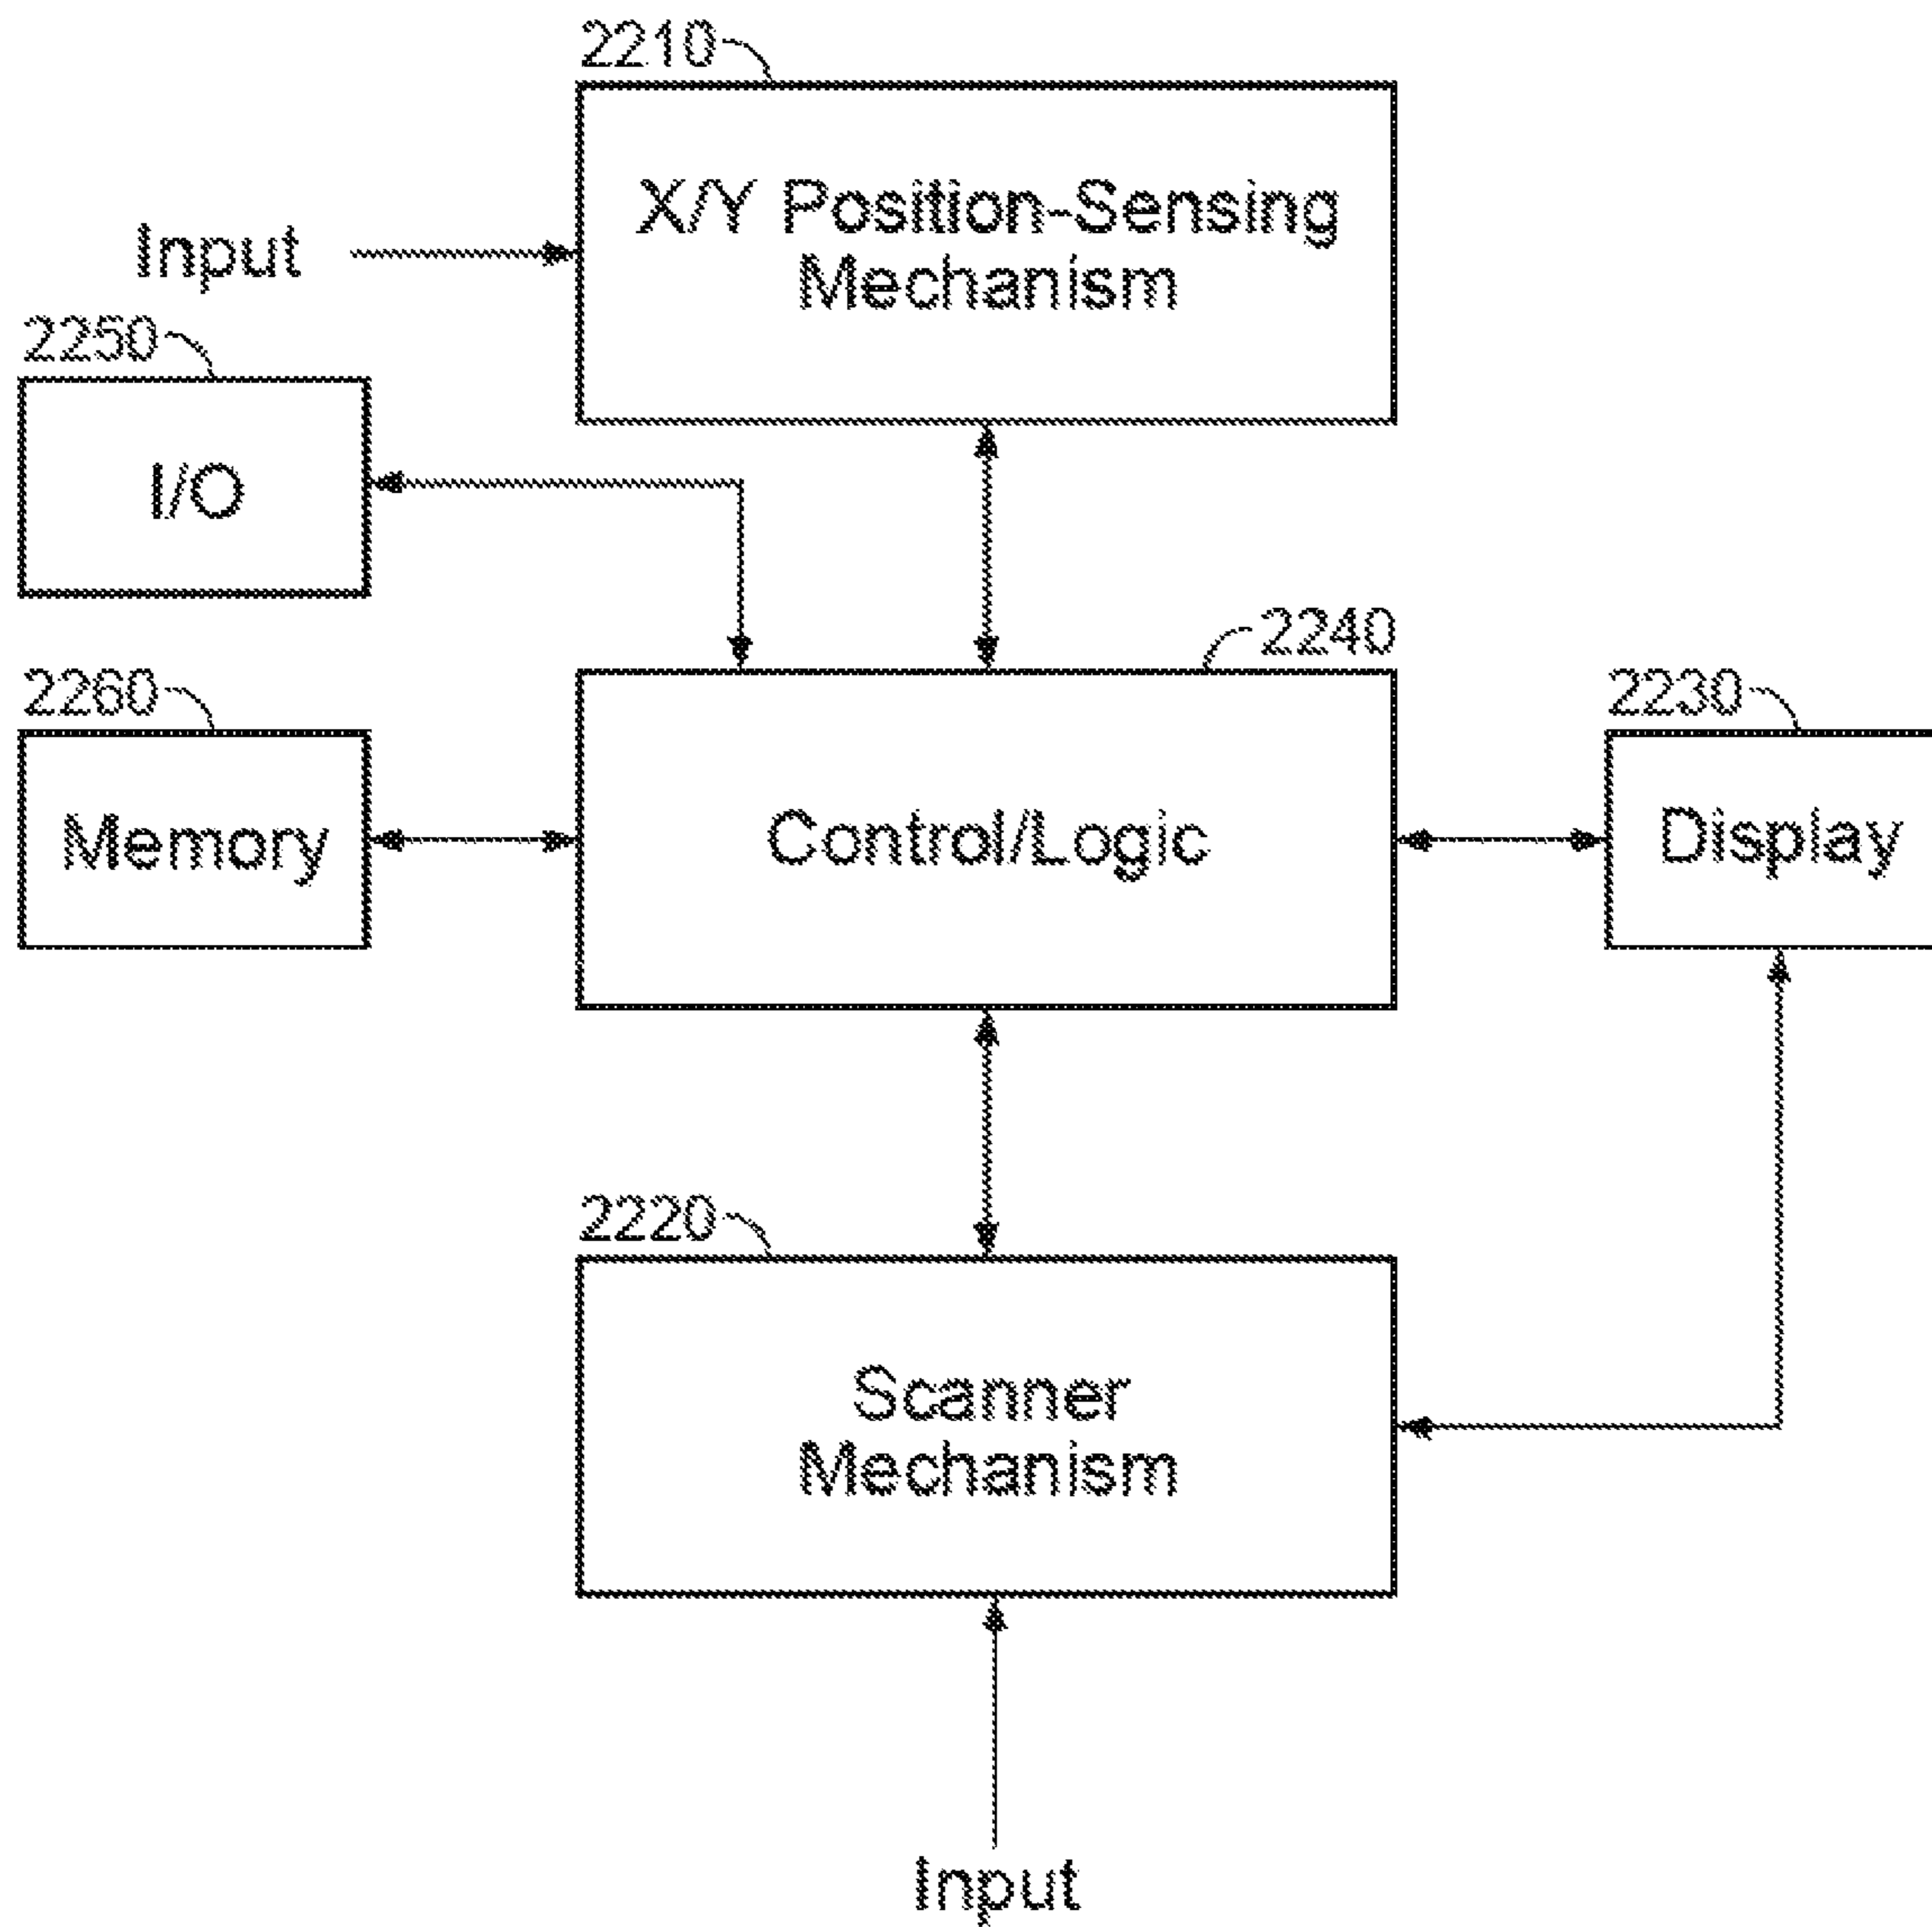 2210
X/Y Position-Sensing
Mechanism
Input
2250
I/O
2240
2260
Memory
Control/Logic
2230
Display
2220
Scanner
Mechanism
Input